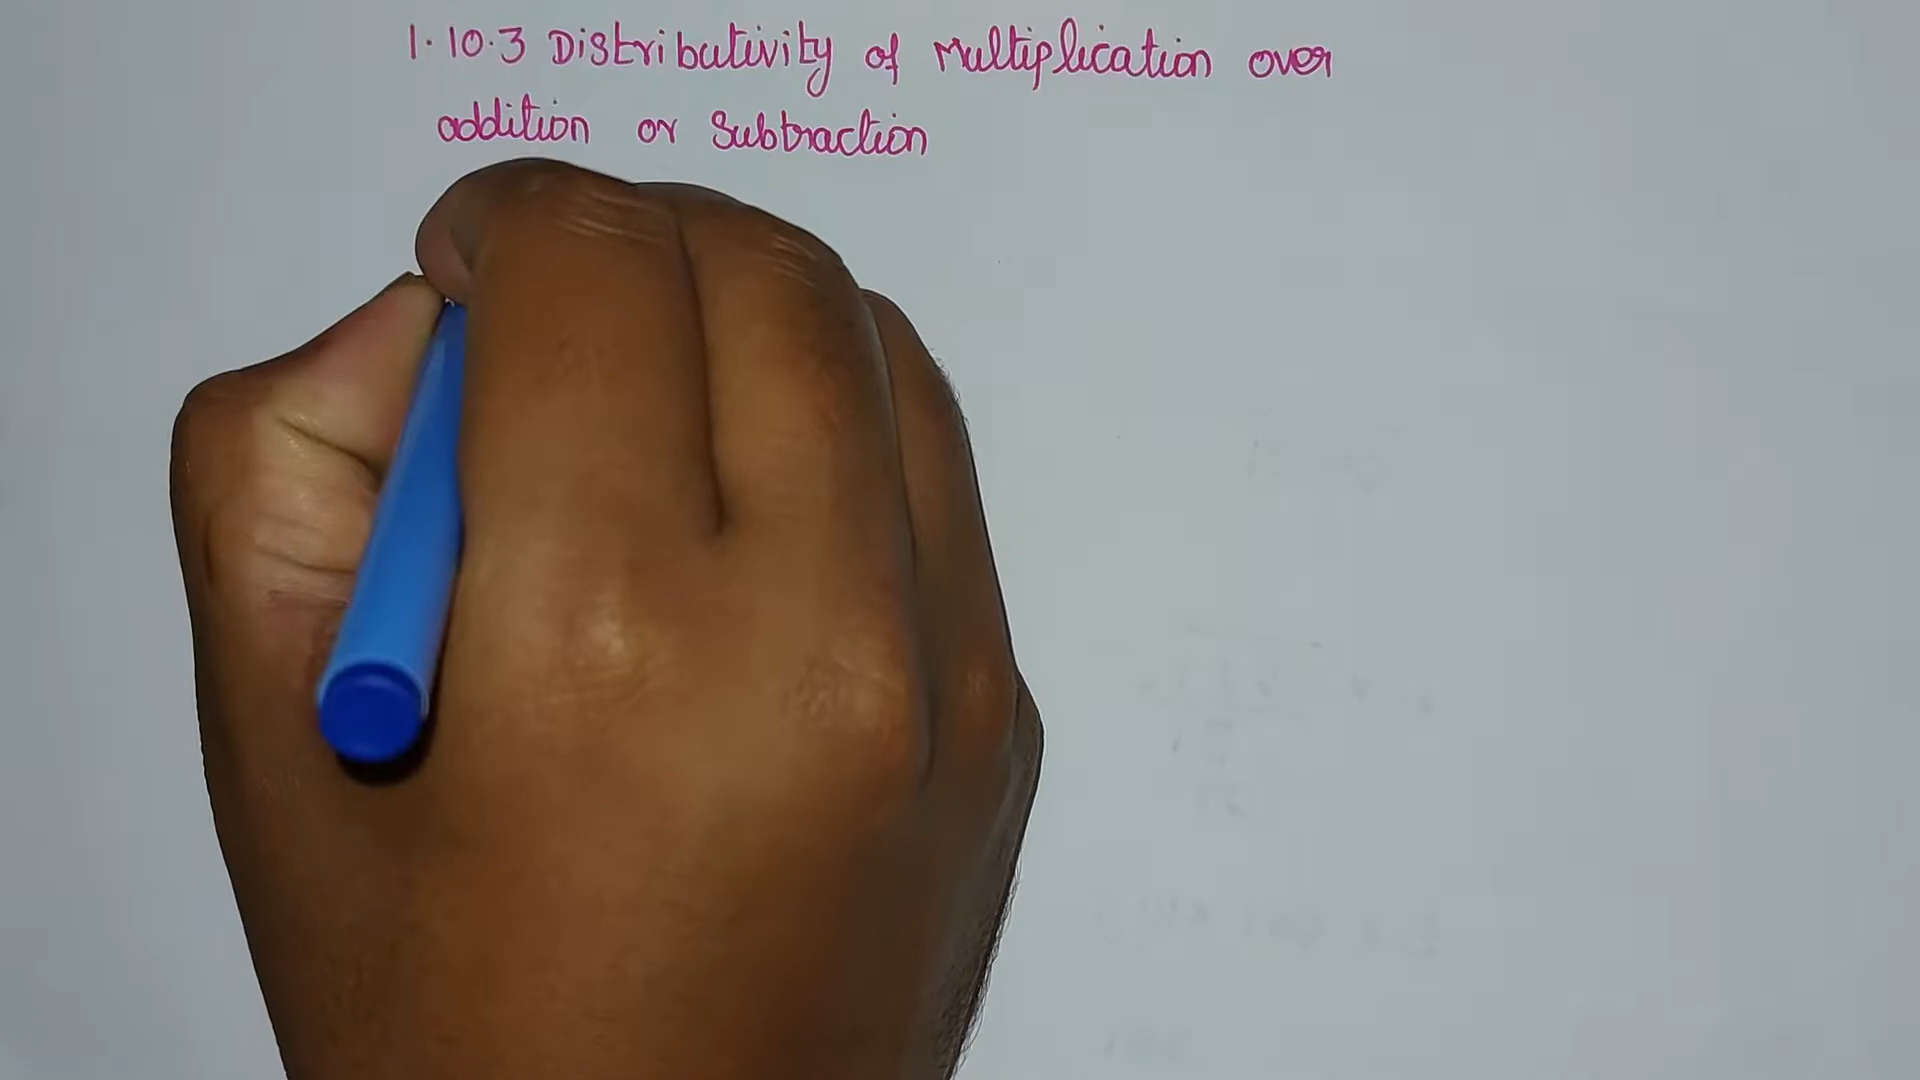 1.10.3 Distributivity of Multiplication over
addition or Subtraction